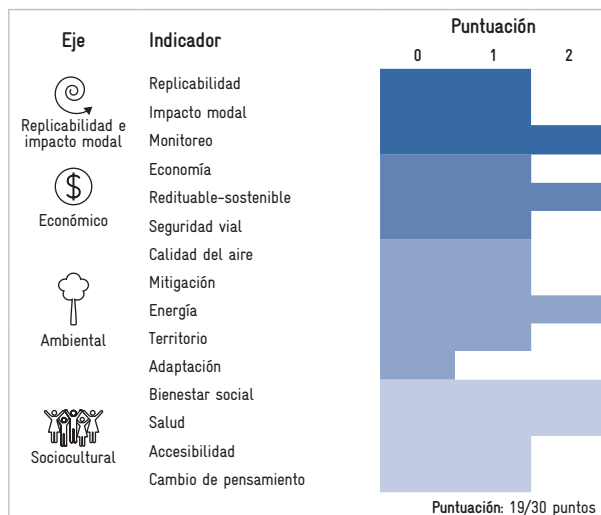 Eje
Indicador
Puntuación
0 1 2
Replicabilidad e
impacto modal
Replicabilidad
Impacto modal
Monitoreo
$
Económico
Economía
Redituable-sostenible
Seguridad vial
Ambiental
Calidad del aire
Mitigación
Energía
Territorio
Adaptación
Sociocultural
Bienestar social
Salud
Accesibilidad
Cambio de pensamiento
Puntuación: 19/30 puntos